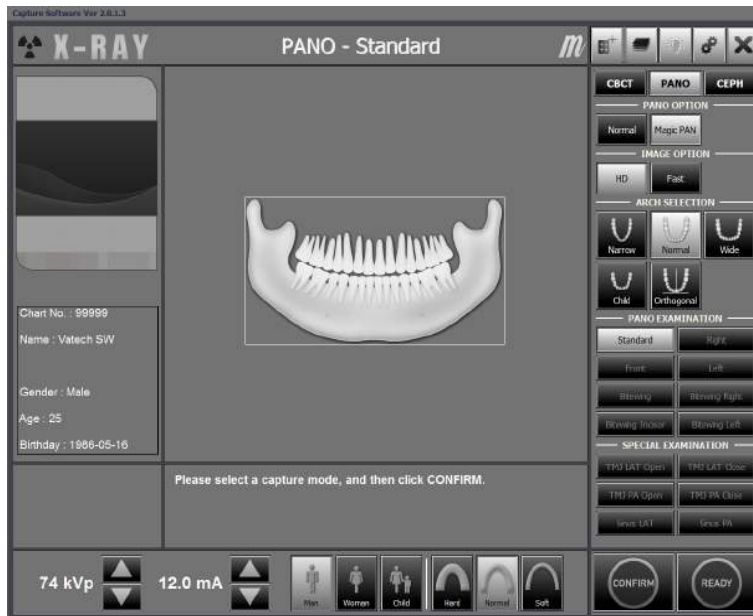 Capture Software Ver 2.0.1.3
X-RAY
PANO - Standard
CBCT PANO CEPH
PANO OPTION
Normal Magic PAN
IMAGE OPTION
HD Fast
ARCH SELECTION
Narrow Normal Wide
Child Orthogonal
PANO EXAMINATION
Standard Right
Front Left
Bitewing Bitewing Right
Bitewing Incisor Bitewing Left
SPECIAL EXAMINATION
TMJ LAT Open TMJ LAT Close
TMJ PA Open TMJ PA Close
Sinus LAT Sinus PA
Chart No. : 99999
Name : Vatech SW
Gender : Male
Age : 25
Birthday : 1986-05-16
Please select a capture mode, and then click CONFIRM.
74 kVp 12.0 mA
Man Women Child Hard Normal Soft
CONFIRM READY